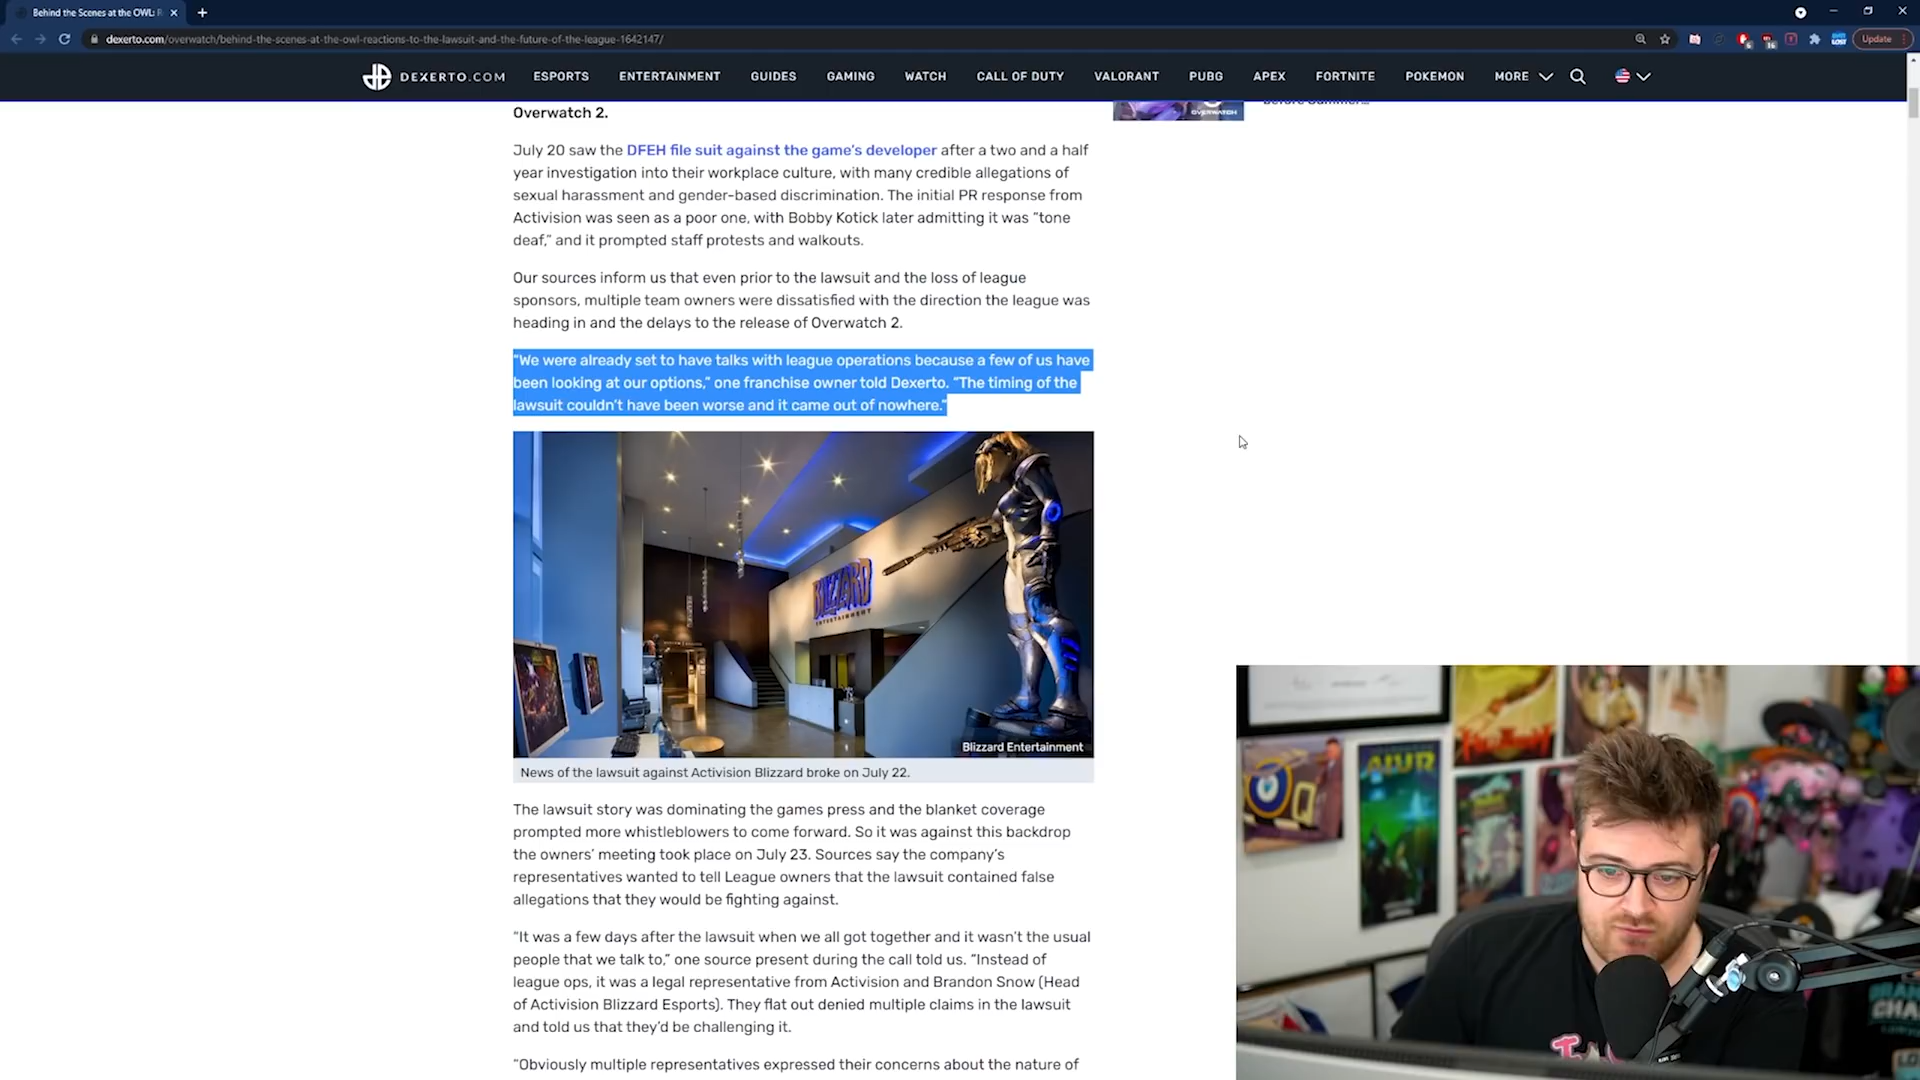 Behind the Scenes at the OWL: R
dexerto.com/overwatch/behind-the-scenes-at-the-owl-reactions-to-the-lawsuit-and-the-future-of-the-league-1642147/
Update
DEXERTO.COM
ESPORTS
ENTERTAINMENT
GUIDES
GAMING
WATCH
CALL OF DUTY
VALORANT
PUBG
APEX
FORTNITE
POKEMON
MORE
Overwatch 2.
OVERWATCH
before Summer...
July 20 saw the DFEH file suit against the game's developer after a two and a half
year investigation into their workplace culture, with many credible allegations of
sexual harassment and gender-based discrimination. The initial PR response from
Activision was seen as a poor one, with Bobby Kotick later admitting it was “tone
deaf,” and it prompted staff protests and walkouts.
Our sources inform us that even prior to the lawsuit and the loss of league
sponsors, multiple team owners were dissatisfied with the direction the league was
heading in and the delays to the release of Overwatch 2.
“We were already set to have talks with league operations because a few of us have
been looking at our options,” one franchise owner told Dexerto. “The timing of the
lawsuit couldn't have been worse and it came out of nowhere.”
BLIZZARD
ENTERTAINMENT
Blizzard Entertainment
News of the lawsuit against Activision Blizzard broke on July 22.
The lawsuit story was dominating the games press and the blanket coverage
prompted more whistleblowers to come forward. So it was against this backdrop
the owners' meeting took place on July 23. Sources say the company's
representatives wanted to tell League owners that the lawsuit contained false
allegations that they would be fighting against.
“It was a few days after the lawsuit when we all got together and it wasn't the usual
people that we talk to,” one source present during the call told us. “Instead of
league ops, it was a legal representative from Activision and Brandon Snow (Head
of Activision Blizzard Esports). They flat out denied multiple claims in the lawsuit
and told us that they'd be challenging it.
“Obviously multiple representatives expressed their concerns about the nature of